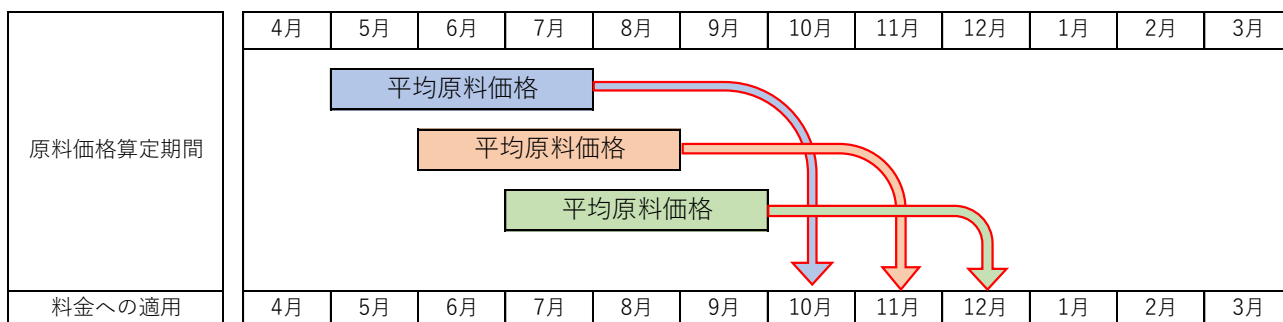 4月 5月 6月 7月 8月 9月 10月 11月 12月 1月 2月 3月
平均原料価格
平均原料価格
原料価格算定期間
平均原料価格
料金への適用 4月 5月 6月 7月 8月 9月 10月 11月 12月 1月 2月 3月